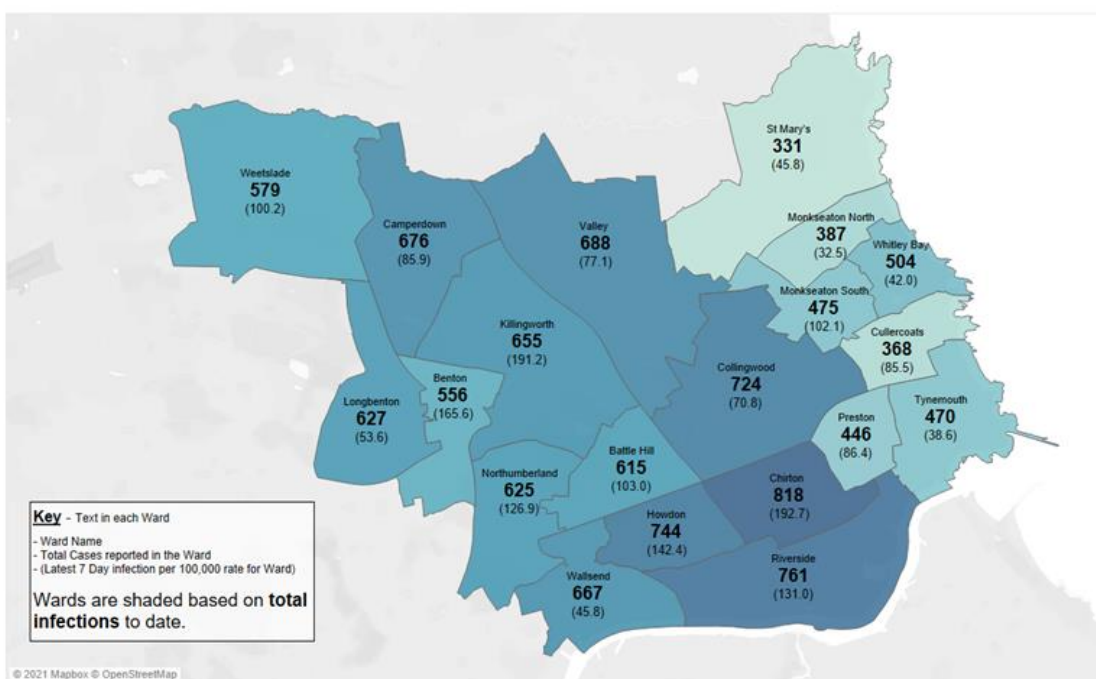 St Mary's
331
(45.8)
Weetslade
579
(100.2)
Camperdown
676
(85.9)
Valley
688
(77.1)
Monkseaton North
387
(32.5)
Whitley Bay
504
(42.0)
Monkseaton South
475
(102.1)
Killingworth
655
(191.2)
Cullercoats
368
(85.5)
Collingwood
724
(70.8)
Benton
556
(165.6)
Longbenton
627
(53.6)
Preston
446
(86.4)
Tynemouth
470
(38.6)
Battle Hill
615
(103.0)
Northumberland
625
(126.9)
Chirton
818
(192.7)
Howdon
744
(142.4)
Riverside
761
(131.0)
Wallsend
667
(45.8)
Key - Text in each Ward
- Ward Name
- Total Cases reported in the Ward
- (Latest 7 Day infection per 100,000 rate for Ward)
Wards are shaded based on total
infections to date.
© 2021 Mapbox © OpenStreetMap